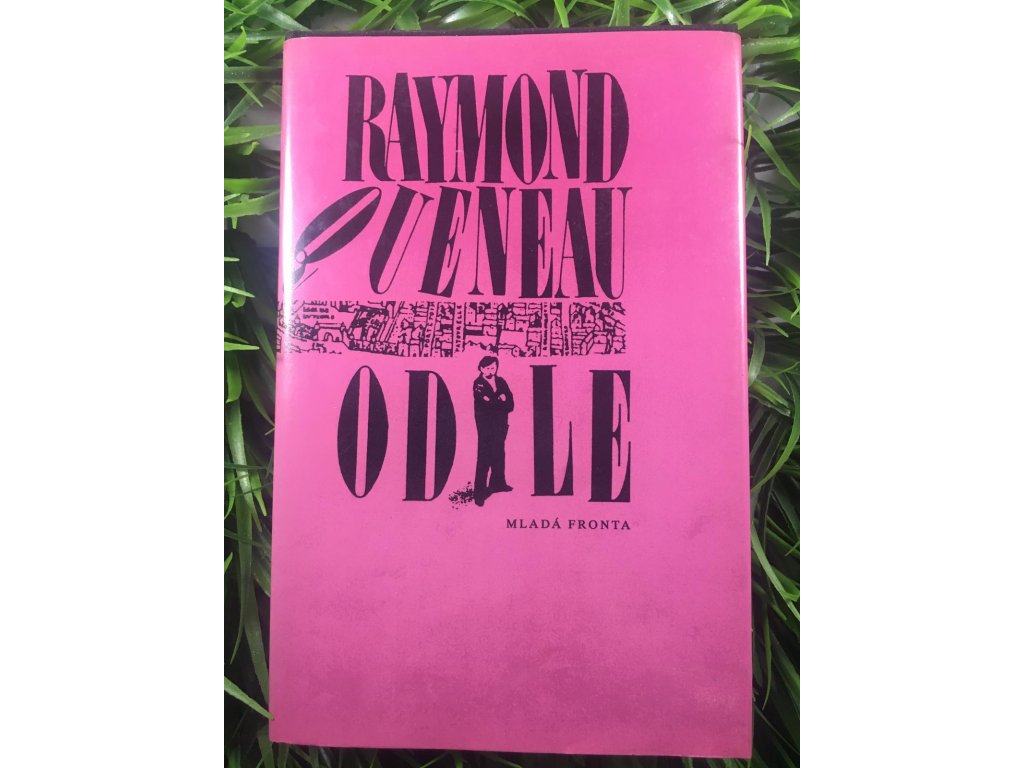 RAYMOND
QUENEAU
ODILE
MLADÁ FRONTA